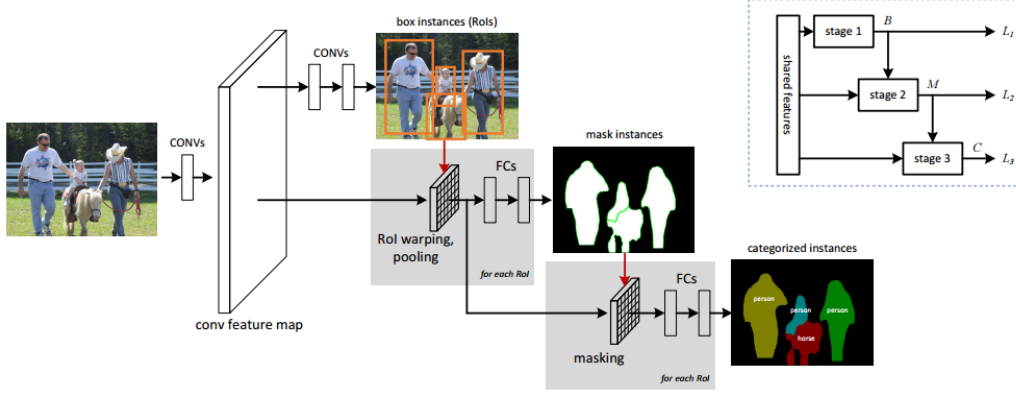 box instances (RoIs)
CONVs
CONVs
conv feature map
RoI warping,
pooling
FCs
for each RoI
mask instances
masking
FCs
for each RoI
categorized instances
person
person
person
horse
shared features
stage 1
B
L1
stage 2
M
L2
stage 3
C
L3